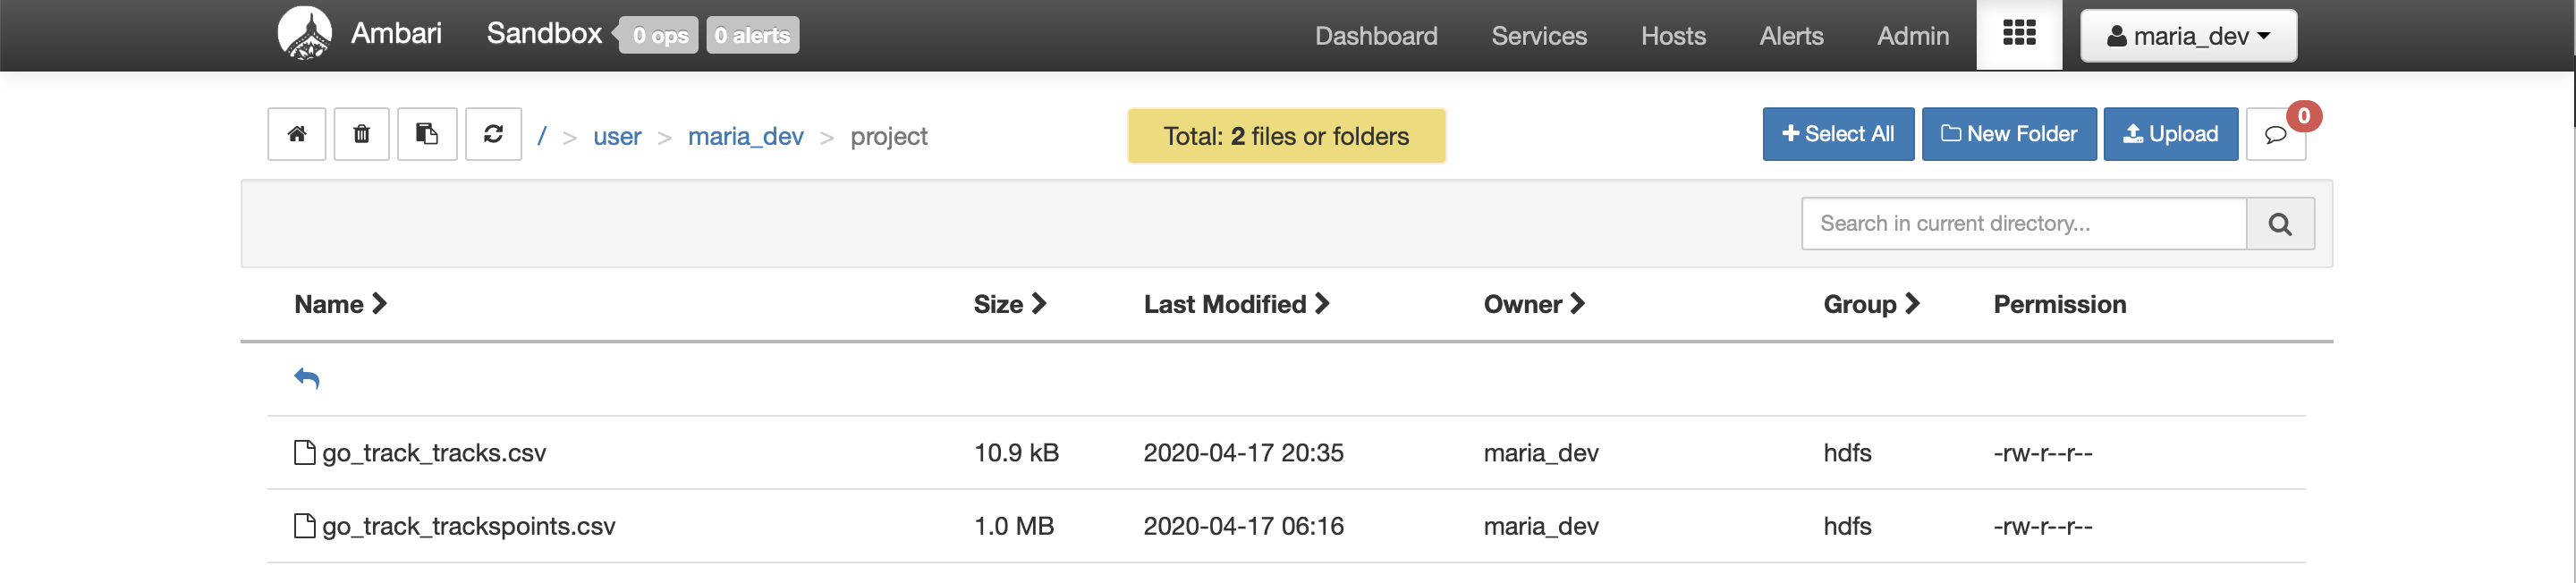 Ambari Sandbox 0 ops 0 alerts Dashboard Services Hosts Alerts Admin maria_dev
/ > user > maria_dev > project Total: 2 files or folders Select All New Folder Upload 0
Search in current directory...
Name Size Last Modified Owner Group Permission
go_track_tracks.csv 10.9 kB 2020-04-17 20:35 maria_dev hdfs -rw-r--r--
go_track_trackspoints.csv 1.0 MB 2020-04-17 06:16 maria_dev hdfs -rw-r--r--